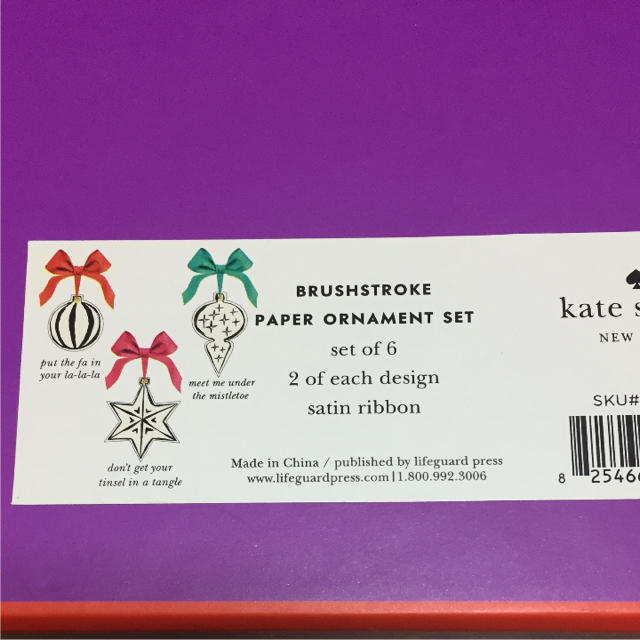 put the fa in
your la-la-la
meet me under
the mistletoe
don't get your
tinsel in a tangle
BRUSHSTROKE
PAPER ORNAMENT SET
set of 6
2 of each design
satin ribbon
Made in China / published by lifeguard press
www.lifeguardpress.com | 1.800.992.3006
kate s
NEW
SKU#
8 25466